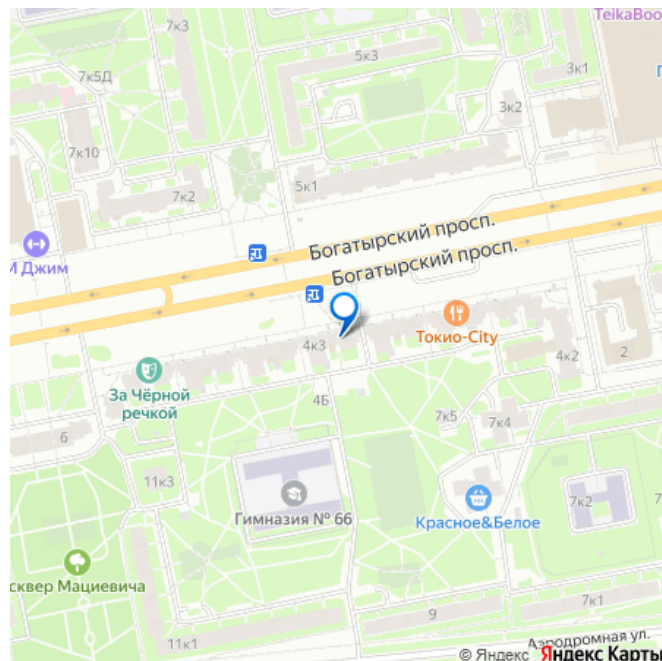 TeikaBoo
7к3
5к3
7к5Д
3к1
П
3к2
7к10
7к2
5к1
Богатырский просп.
М Джим
Богатырский просп.
Токио-City
4к3
4к2
2
За Чёрной
речкой
4Б
7к5
7к4
6
11к3
7к2
Гимназия № 66
Красное&Белое
сквер Мациевича
7к1
9
11к1
Аэродромная ул.
© Яндекс Яндекс Карты